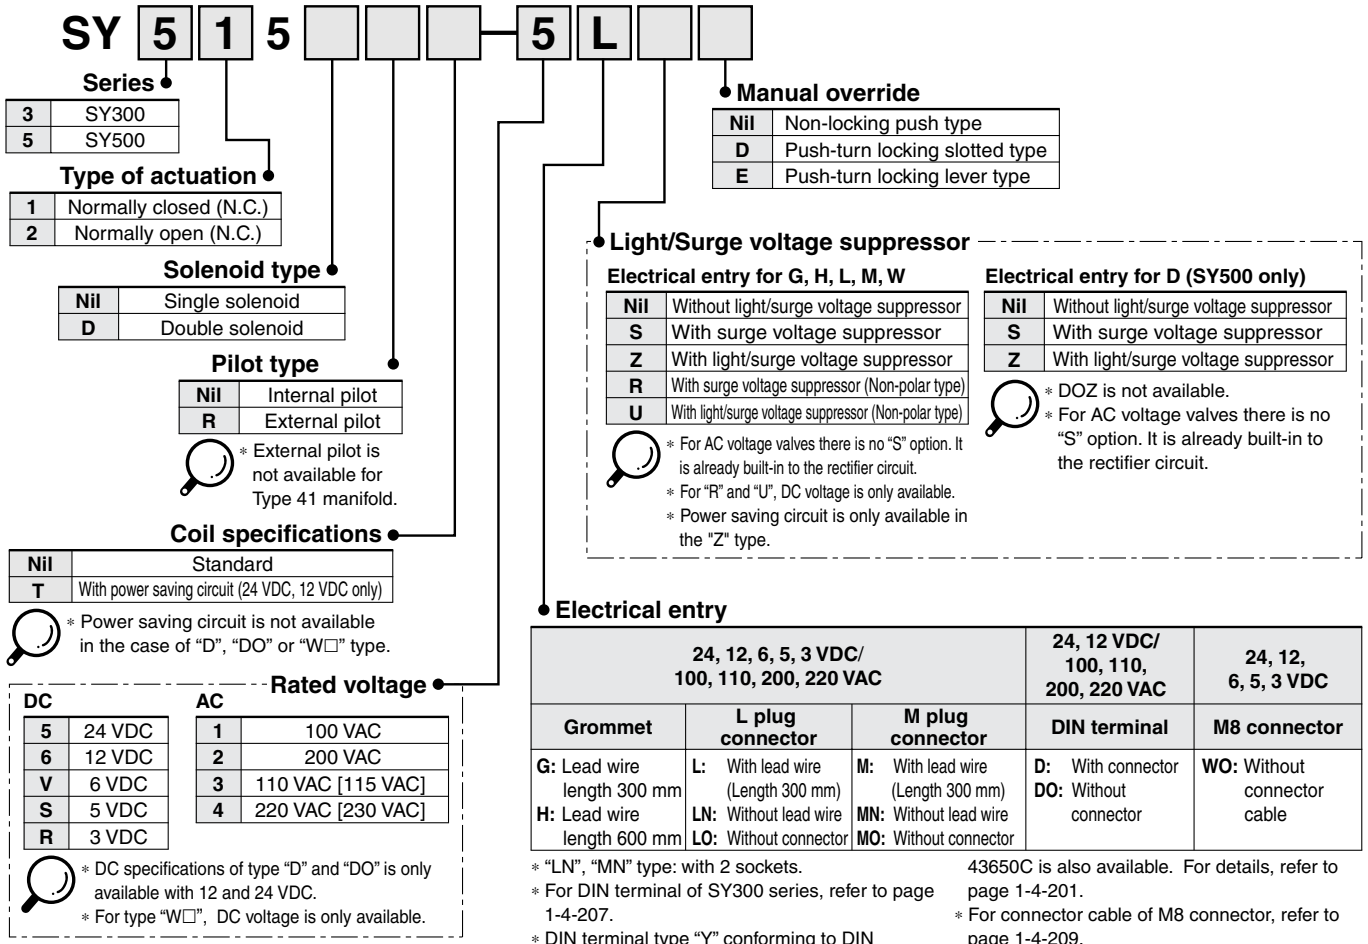 SY 5 1 5 5 L
Series
3 SY300
5 SY500
Type of actuation
1 Normally closed (N.C.)
2 Normally open (N.C.)
Solenoid type
Nil Single solenoid
D Double solenoid
Pilot type
Nil Internal pilot
R External pilot
* External pilot is
not available for
Type 41 manifold.
Coil specifications
Nil Standard
T With power saving circuit (24 VDC, 12 VDC only)
* Power saving circuit is not available
in the case of “D”, “DO” or “W□” type.
Rated voltage
DC
5 24 VDC
6 12 VDC
V 6 VDC
S 5 VDC
R 3 VDC
AC
1 100 VAC
2 200 VAC
3 110 VAC [115 VAC]
4 220 VAC [230 VAC]
* DC specifications of type “D” and “DO” is only
available with 12 and 24 VDC.
* For type “W□”, DC voltage is only available.
Manual override
Nil Non-locking push type
D Push-turn locking slotted type
E Push-turn locking lever type
Light/Surge voltage suppressor
Electrical entry for G, H, L, M, W
Nil Without light/surge voltage suppressor
S With surge voltage suppressor
Z With light/surge voltage suppressor
R With surge voltage suppressor (Non-polar type)
U With light/surge voltage suppressor (Non-polar type)
* For AC voltage valves there is no “S” option. It
is already built-in to the rectifier circuit.
* For “R” and “U”, DC voltage is only available.
* Power saving circuit is only available in
the "Z" type.
Electrical entry for D (SY500 only)
Nil Without light/surge voltage suppressor
S With surge voltage suppressor
Z With light/surge voltage suppressor
* DOZ is not available.
* For AC voltage valves there is no
“S” option. It is already built-in to
the rectifier circuit.
Electrical entry
24, 12, 6, 5, 3 VDC/
100, 110, 200, 220 VAC
24, 12 VDC/
100, 110,
200, 220 VAC
24, 12,
6, 5, 3 VDC
Grommet
L plug
connector
M plug
connector
DIN terminal
M8 connector
G: Lead wire
length 300 mm
H: Lead wire
length 600 mm
L: With lead wire
(Length 300 mm)
LN: Without lead wire
LO: Without connector
M: With lead wire
(Length 300 mm)
MN: Without lead wire
MO: Without connector
D: With connector
DO: Without
connector
WO: Without
connector
cable
* “LN”, “MN” type: with 2 sockets.
* For DIN terminal of SY300 series, refer to page
1-4-207.
* DIN terminal type “Y” conforming to DIN
43650C is also available. For details, refer to
page 1-4-201.
* For connector cable of M8 connector, refer to
page 1-4-209.